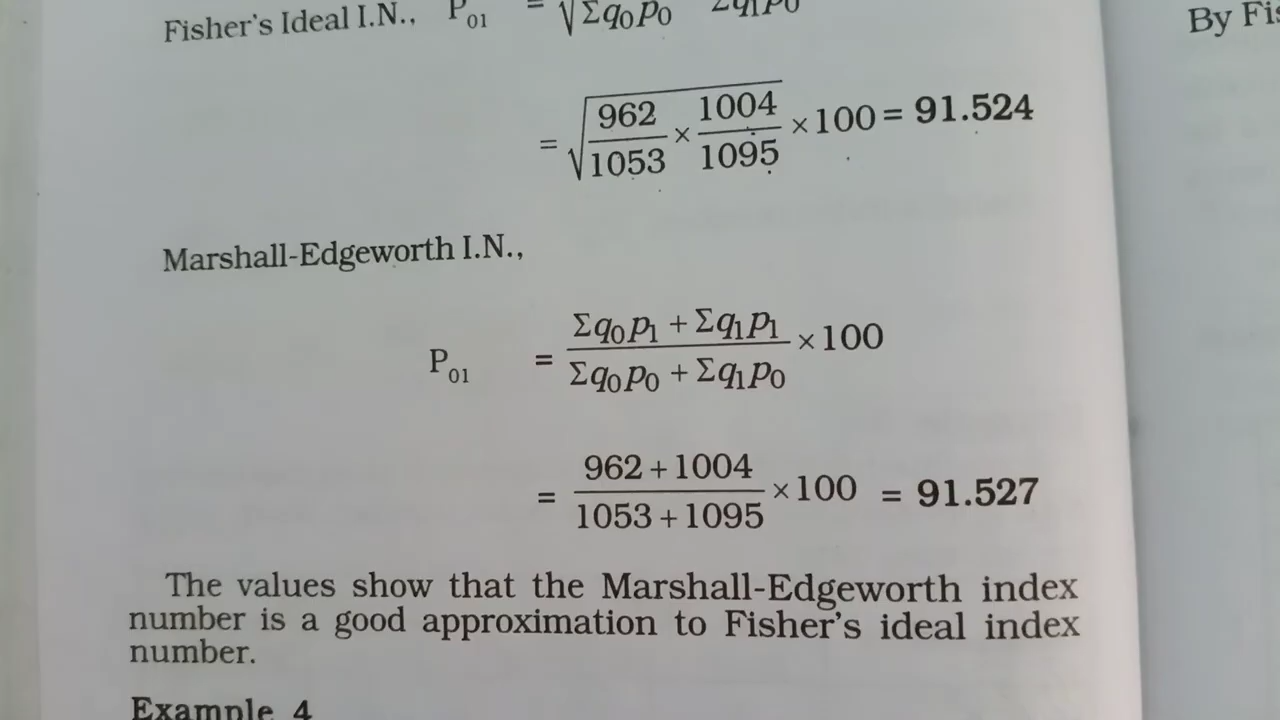 Fisher's Ideal I.N., P₀₁ = √Σq₀p₀ Σq₁p₀
= √962/1053 × 1004/1095 × 100 = 91.524
Marshall-Edgeworth I.N.,
P₀₁ = Σq₀p₁ + Σq₁p₁ / Σq₀p₀ + Σq₁p₀ × 100
= 962 + 1004 / 1053 + 1095 × 100 = 91.527
The values show that the Marshall-Edgeworth index
number is a good approximation to Fisher's ideal index
number.
Example 4
By